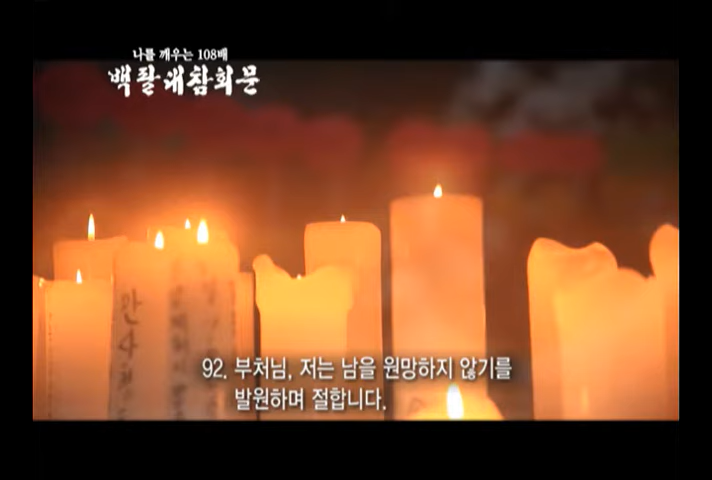 나를 깨우는 108배
백팔대참회문
92. 부처님, 저는 남을 원망하지 않기를
발원하며 절합니다.